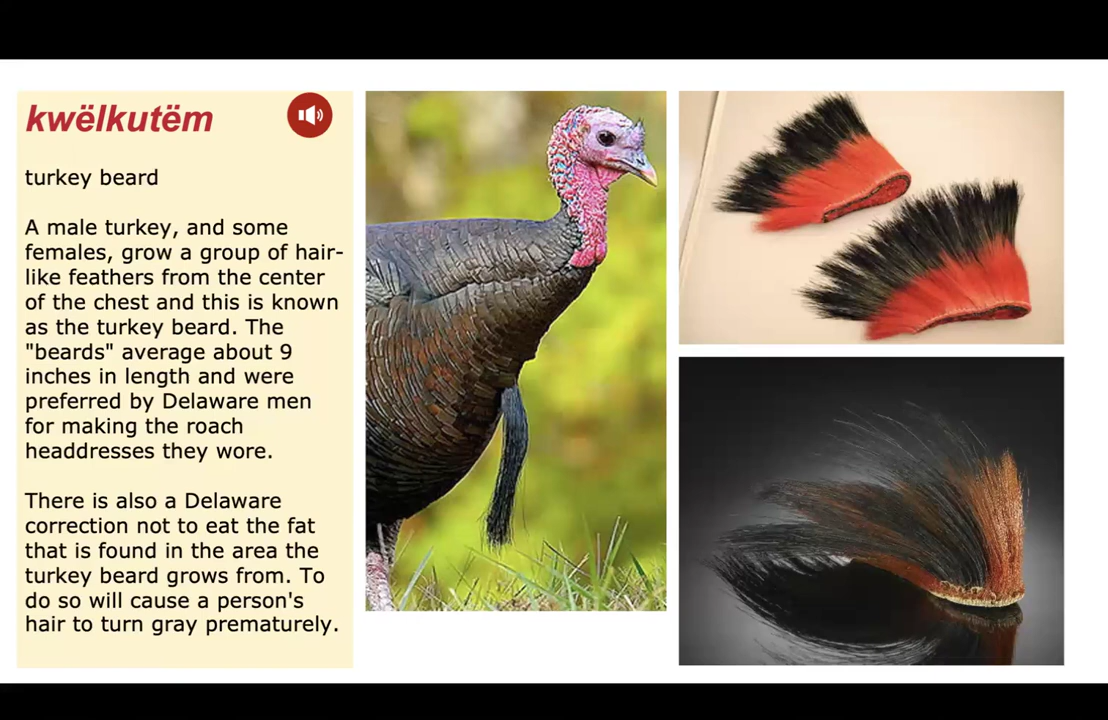 kwëlkutëm
turkey beard
A male turkey, and some
females, grow a group of hair-
like feathers from the center
of the chest and this is known
as the turkey beard. The
"beards" average about 9
inches in length and were
preferred by Delaware men
for making the roach
headdresses they wore.
There is also a Delaware
correction not to eat the fat
that is found in the area the
turkey beard grows from. To
do so will cause a person's
hair to turn gray prematurely.